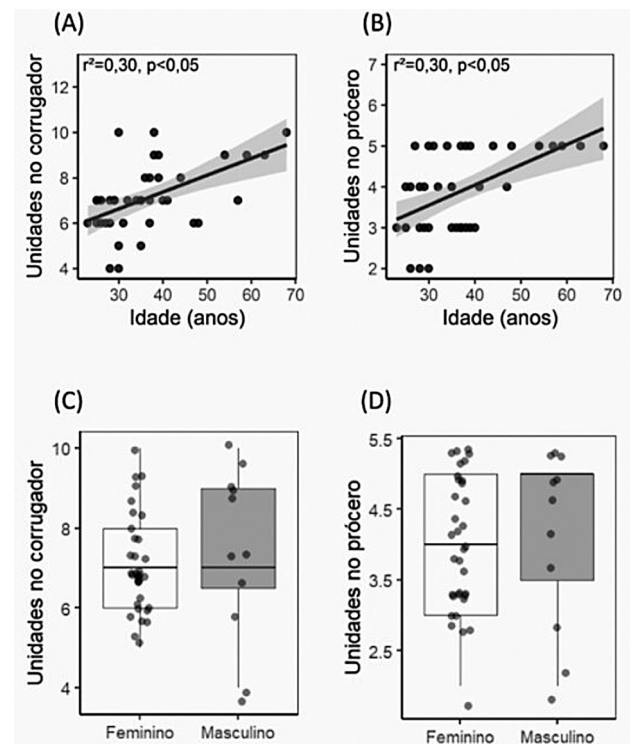 (A)
r²=0,30, p<0,05
Unidades no corrugador
12
10
8
6
4
30 40 50 60 70
Idade (anos)
(B)
r²=0,30, p<0,05
Unidades no prócero
7
6
5
4
3
2
30 40 50 60 70
Idade (anos)
(C)
Unidades no corrugador
10
8
6
4
Feminino Masculino
(D)
Unidades no prócero
5.5
4.5
3.5
2.5
Feminino Masculino